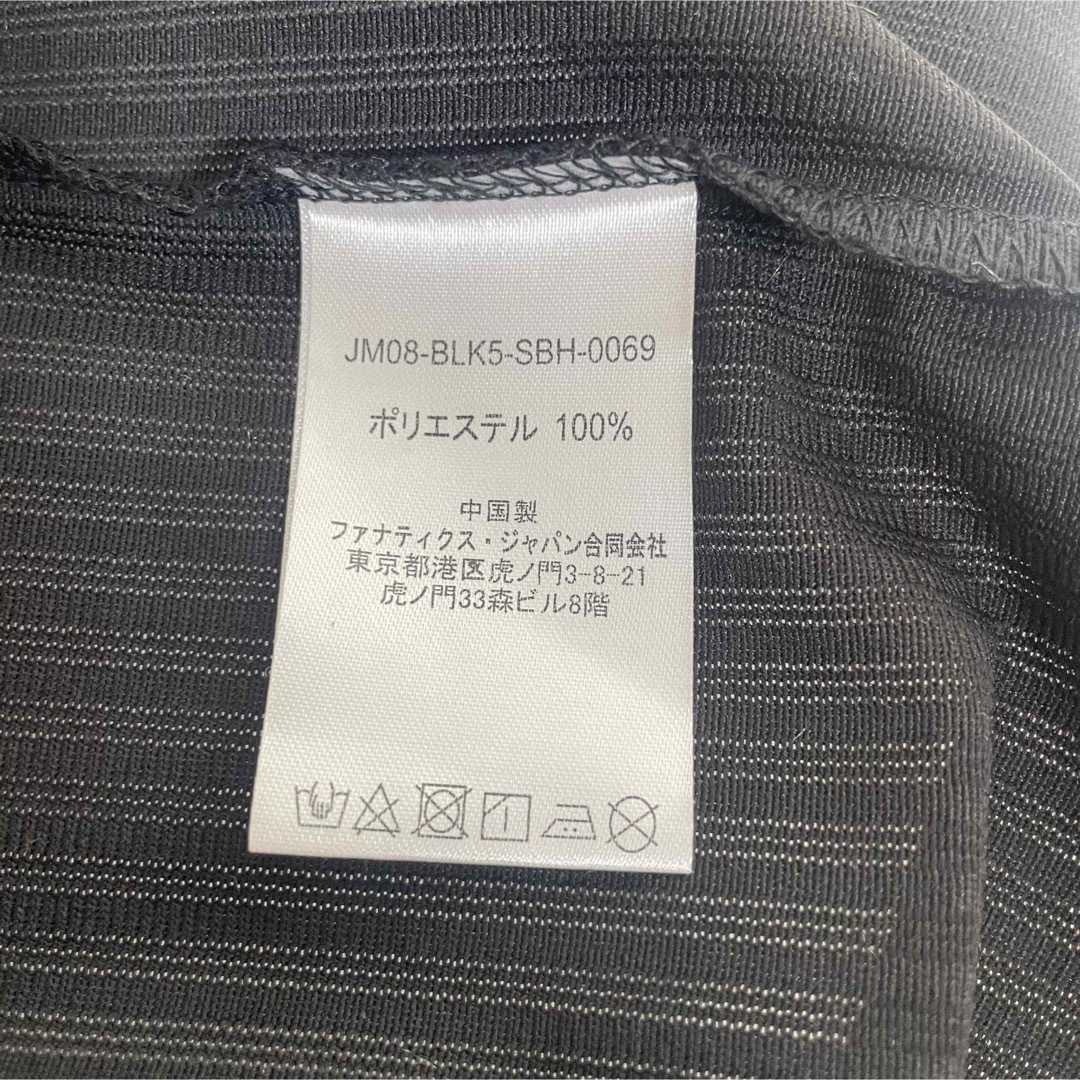 JM08-BLK5-SBH-0069
ポリエステル 100%
中国製
ファナティクス・ジャパン合同会社
東京都港区虎ノ門3-8-21
虎ノ門33森ビル8階